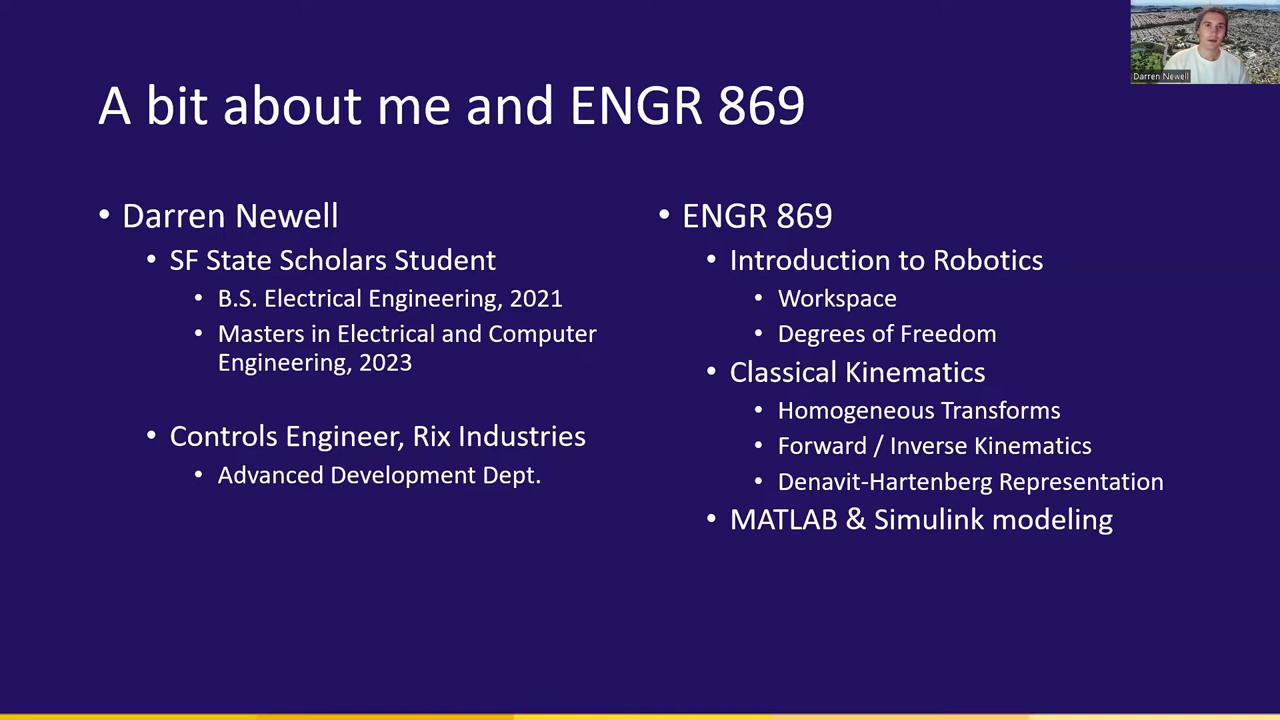 Darren Newell
A bit about me and ENGR 869
• Darren Newell
• SF State Scholars Student
• B.S. Electrical Engineering, 2021
• Masters in Electrical and Computer
Engineering, 2023
• Controls Engineer, Rix Industries
• Advanced Development Dept.
• ENGR 869
• Introduction to Robotics
• Workspace
• Degrees of Freedom
• Classical Kinematics
• Homogeneous Transforms
• Forward / Inverse Kinematics
• Denavit-Hartenberg Representation
• MATLAB & Simulink modeling